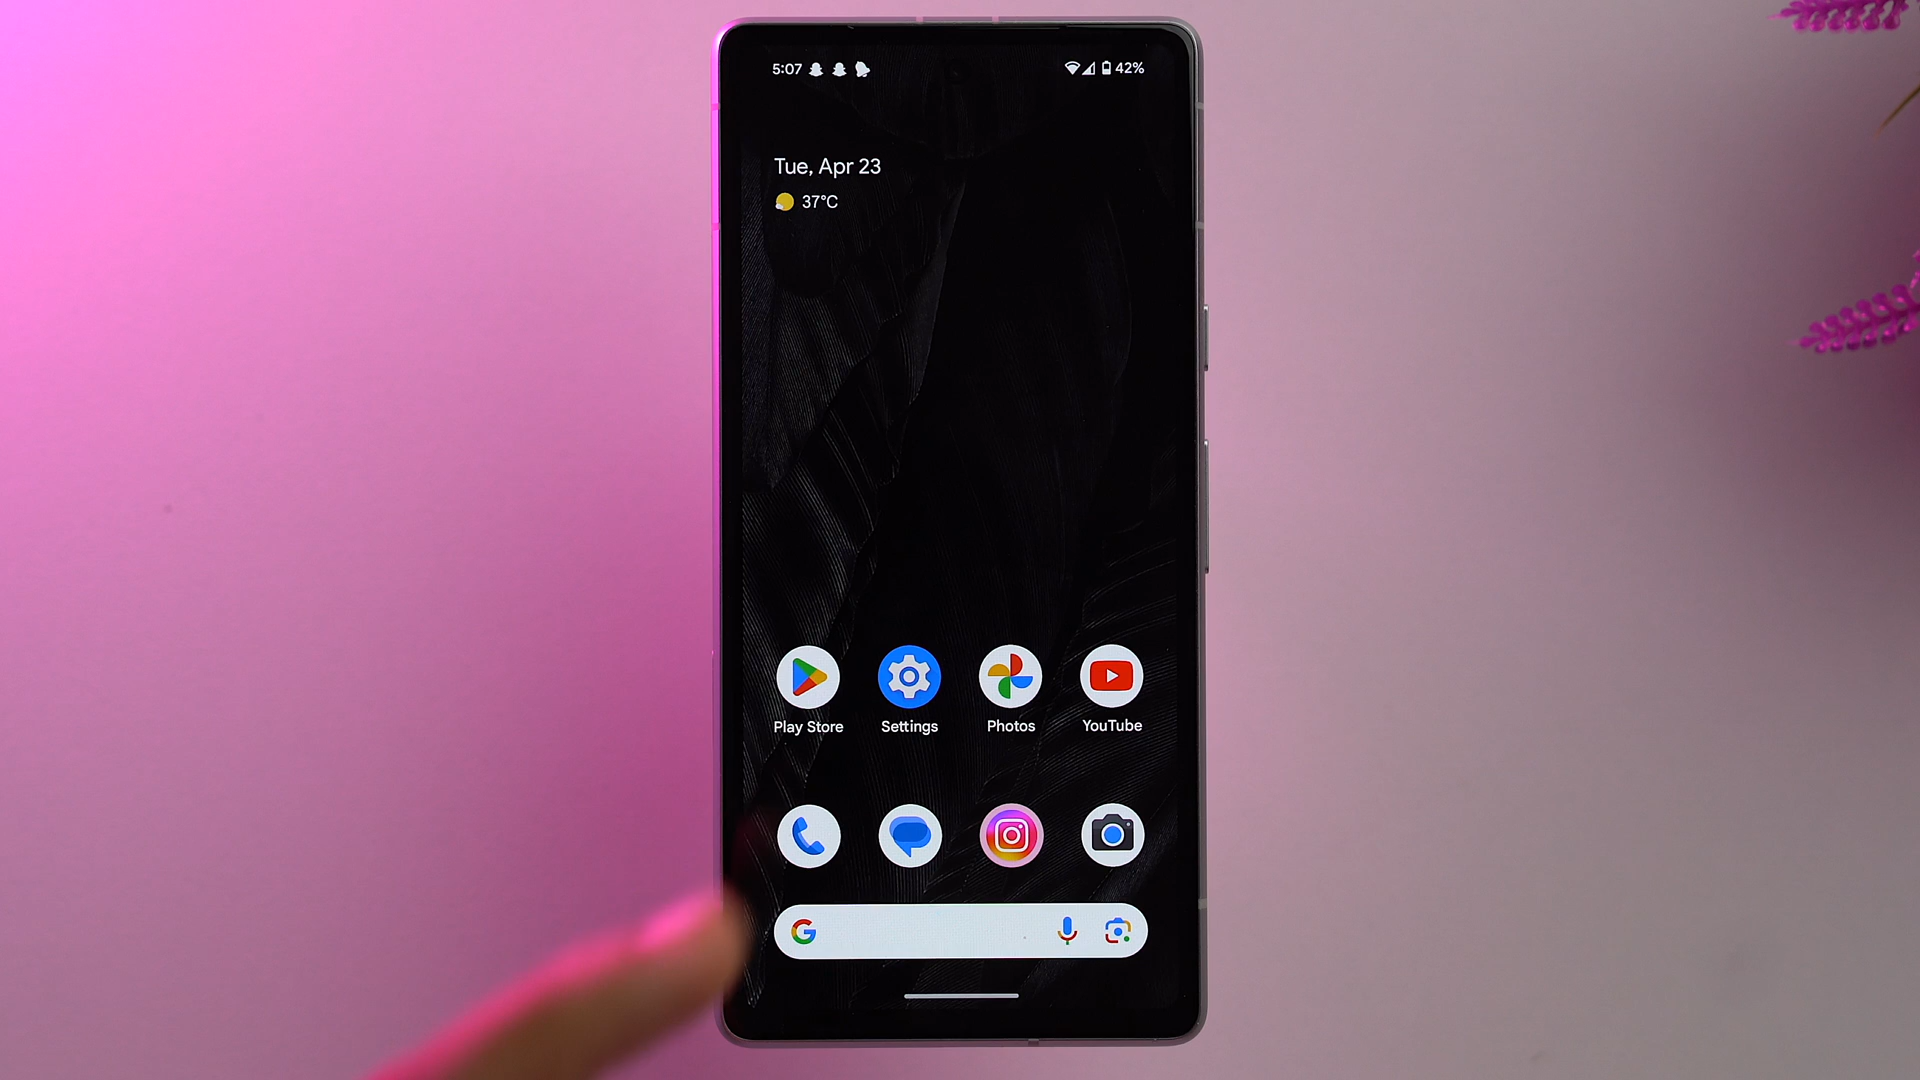 5:07
42%
Tue, Apr 23
37°C
Play Store
Settings
Photos
YouTube
G